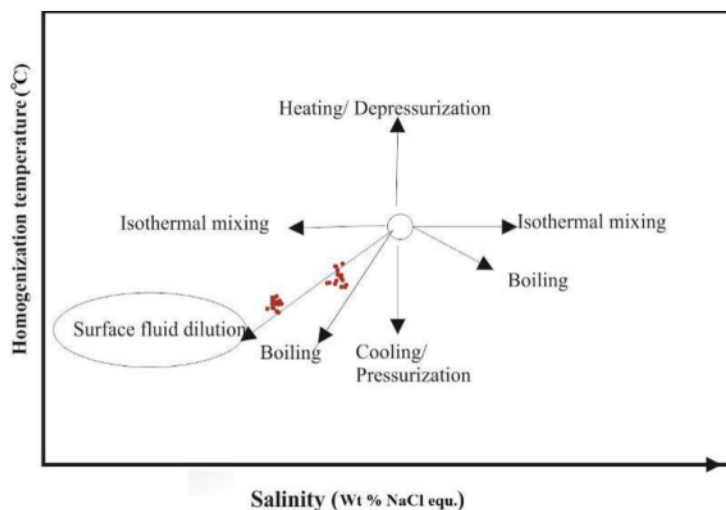 Homogenization temperature (°C)
Heating/ Depressurization
Isothermal mixing
Isothermal mixing
Boiling
Surface fluid dilution
Boiling
Cooling/
Pressurization
Salinity (Wt % NaCl equ.)